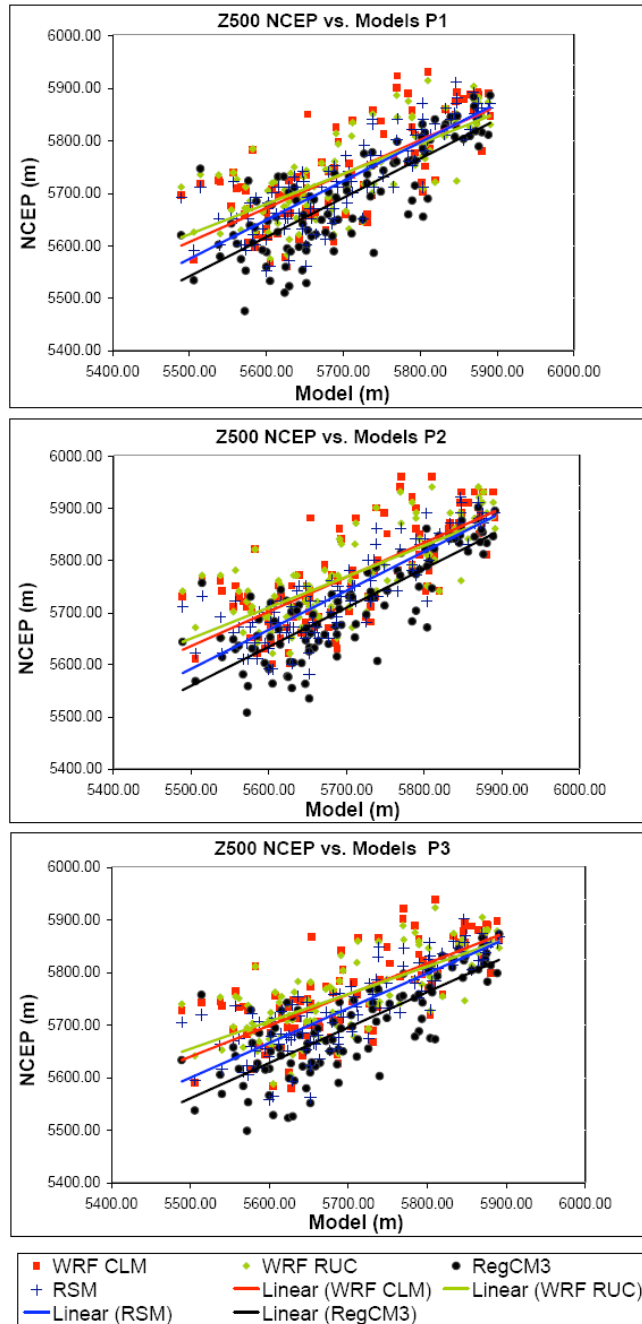 Z500 NCEP vs. Models P1
6000.00
5900.00
5800.00
5700.00
5600.00
5500.00
5400.00
NCEP (m)
5400.00 5500.00 5600.00 5700.00 5800.00 5900.00 6000.00
Model (m)
Z500 NCEP vs. Models P2
6000.00
5900.00
5800.00
5700.00
5600.00
5500.00
5400.00
NCEP (m)
5400.00 5500.00 5600.00 5700.00 5800.00 5900.00 6000.00
Model (m)
Z500 NCEP vs. Models P3
6000.00
5900.00
5800.00
5700.00
5600.00
5500.00
5400.00
NCEP (m)
5400.00 5500.00 5600.00 5700.00 5800.00 5900.00 6000.00
Model (m)
WRF CLM WRF RUC RegCM3
RSM Linear (WRF CLM) Linear (WRF RUC)
Linear (RSM) Linear (RegCM3)